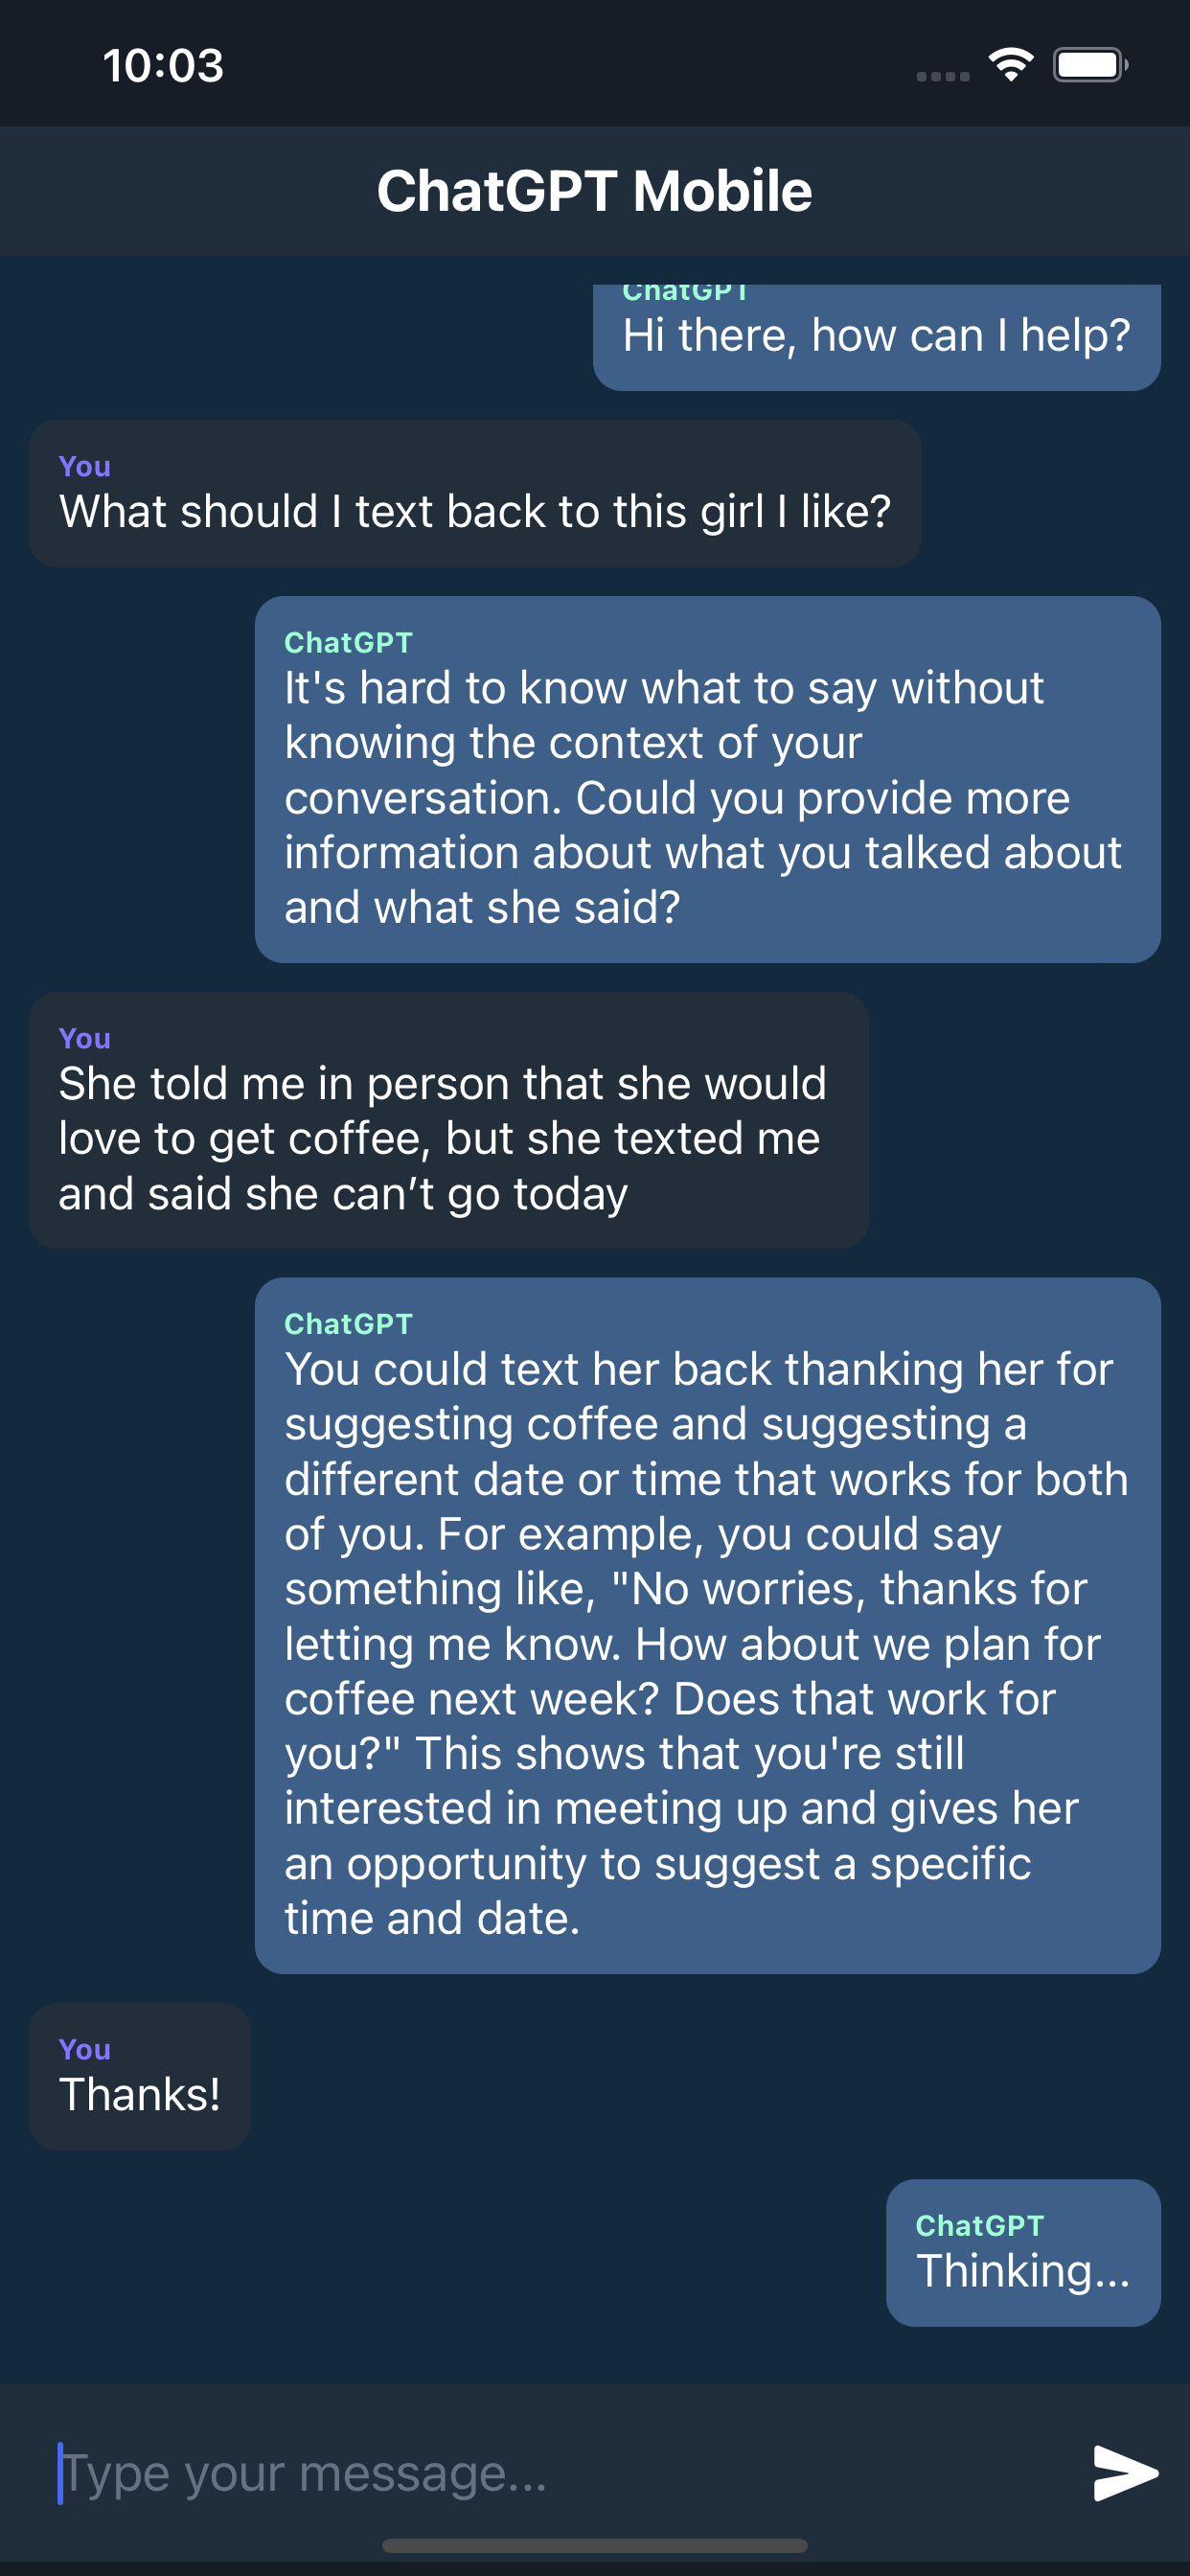 10:03
ChatGPT Mobile
ChatGPT
Hi there, how can I help?
You
What should I text back to this girl I like?
ChatGPT
It's hard to know what to say without
knowing the context of your
conversation. Could you provide more
information about what you talked about
and what she said?
You
She told me in person that she would
love to get coffee, but she texted me
and said she can’t go today
ChatGPT
You could text her back thanking her for
suggesting coffee and suggesting a
different date or time that works for both
of you. For example, you could say
something like, "No worries, thanks for
letting me know. How about we plan for
coffee next week? Does that work for
you?" This shows that you're still
interested in meeting up and gives her
an opportunity to suggest a specific
time and date.
You
Thanks!
ChatGPT
Thinking...
Type your message...